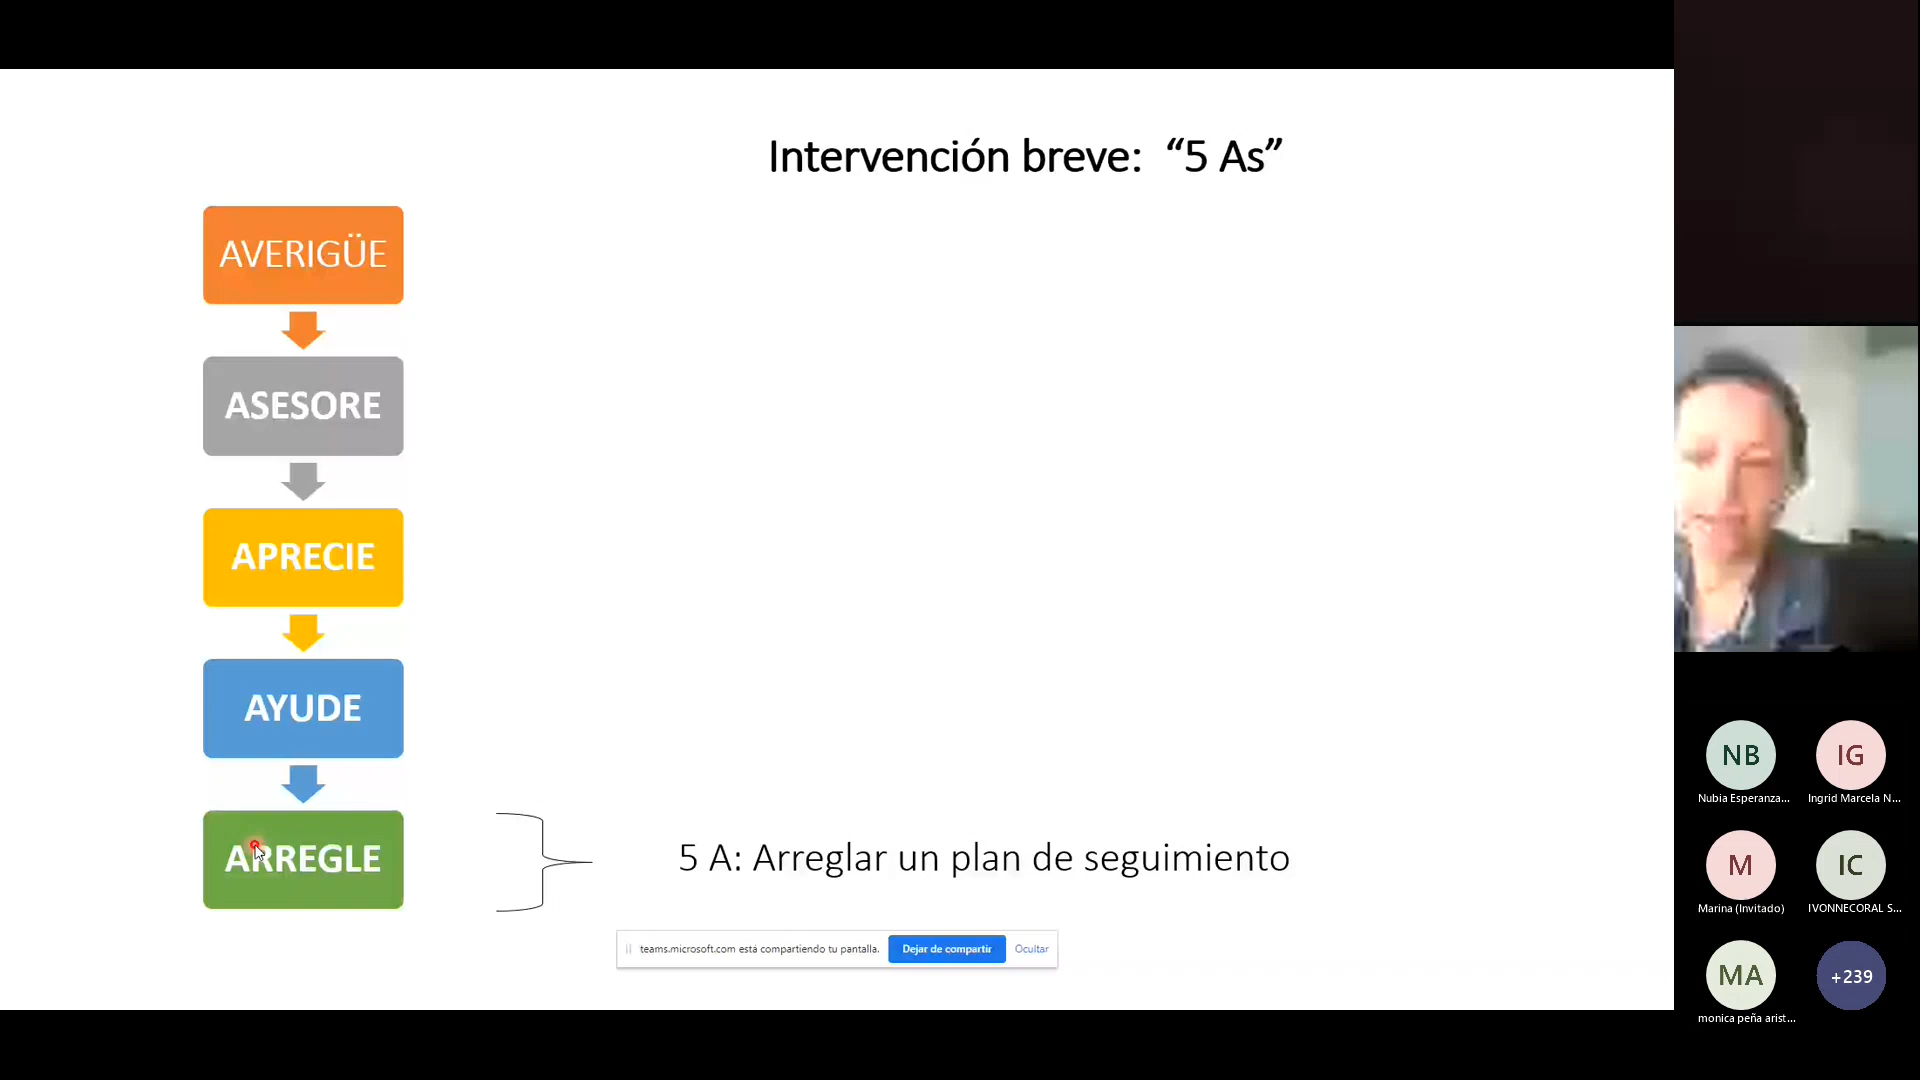 Intervención breve: “5 As”
AVERIGÜE
ASESORE
APRECIE
AYUDE
ARREGLE
5 A: Arreglar un plan de seguimiento
teams.microsoft.com está compartiendo tu pantalla.
Dejar de compartir
Ocultar
NB
IG
Nubia Esperanza...
Ingrid Marcela N...
M
IC
Marina (Invitado)
IVONNECORAL S...
MA
+239
monica peña arist...